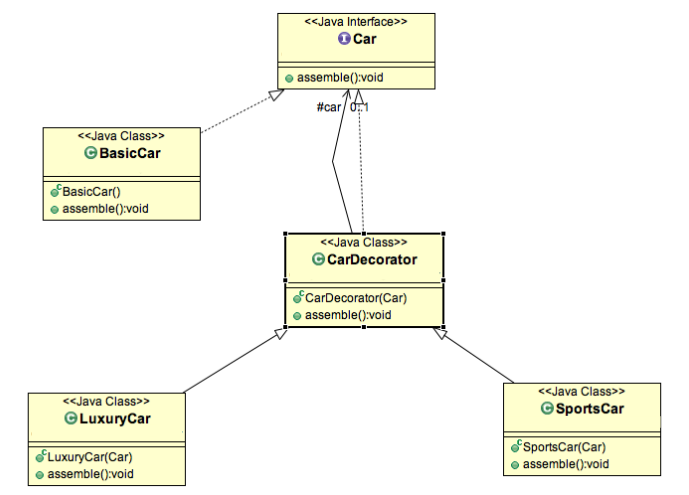 <<Java Interface>>
Car
assemble():void
#car 0..1
<<Java Class>>
BasicCar
BasicCar()
assemble():void
<<Java Class>>
CarDecorator
CarDecorator(Car)
assemble():void
<<Java Class>>
LuxuryCar
LuxuryCar(Car)
assemble():void
<<Java Class>>
SportsCar
SportsCar(Car)
assemble():void